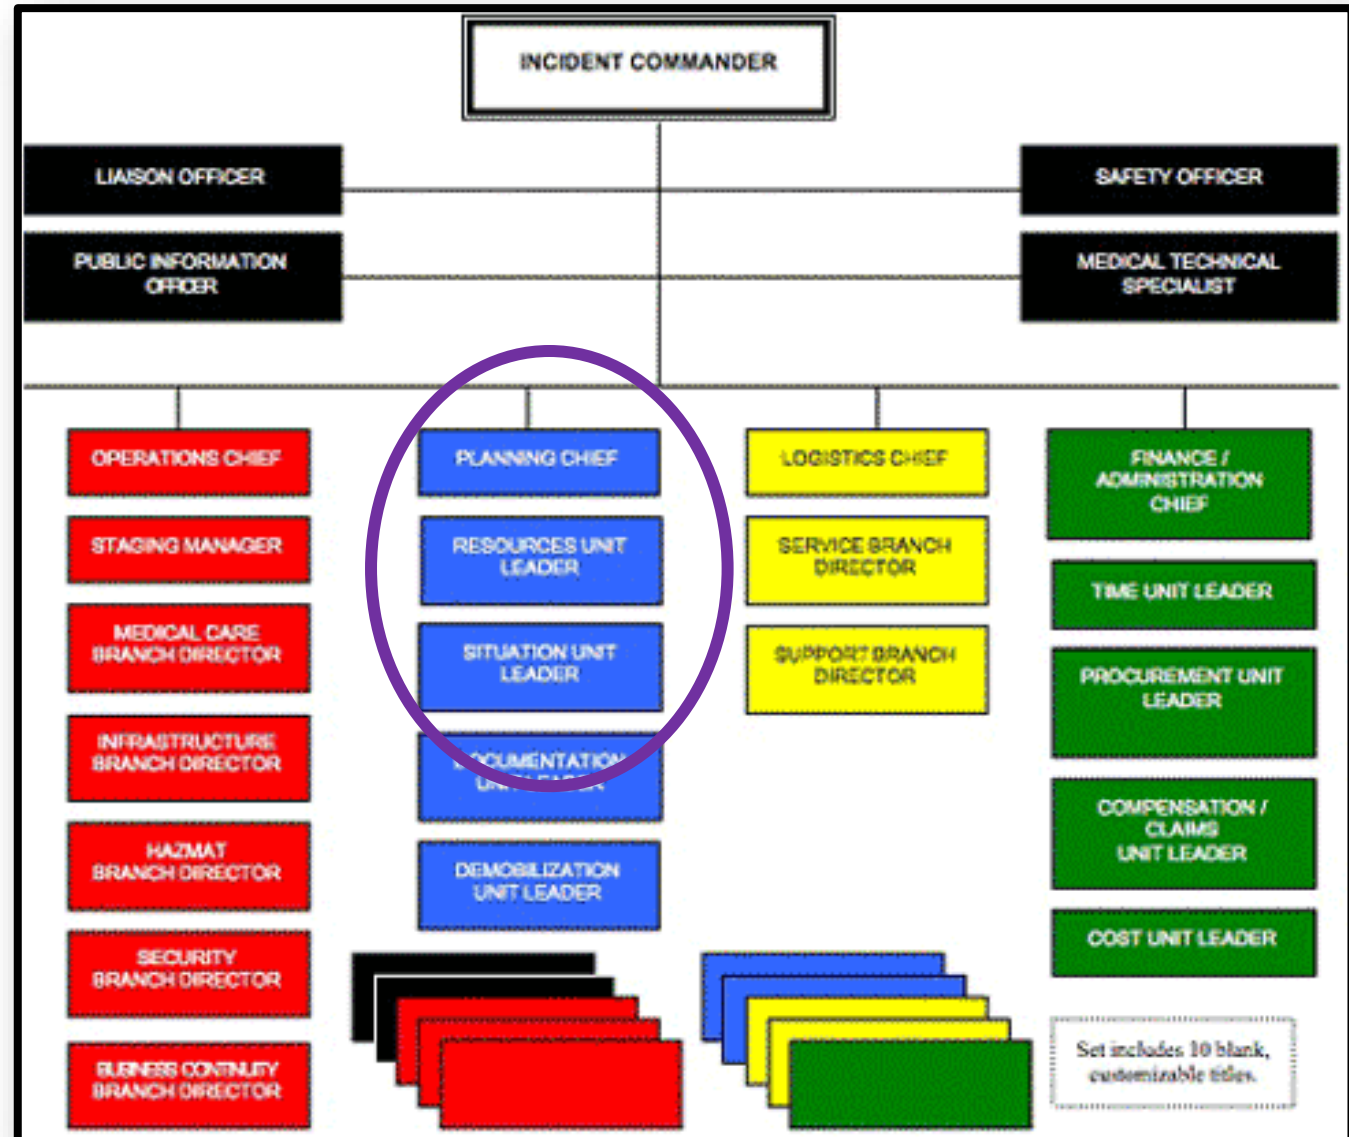 INCIDENT COMMANDER
LIAISON OFFICER
SAFETY OFFICER
PUBLIC INFORMATION
OFFICER
MEDICAL TECHNICAL
SPECIALIST
OPERATIONS CHIEF
STAGING MANAGER
MEDICAL CARE
BRANCH DIRECTOR
INFRASTRUCTURE
BRANCH DIRECTOR
HAZMAT
BRANCH DIRECTOR
SECURITY
BRANCH DIRECTOR
BUSINESS CONTINUITY
BRANCH DIRECTOR
PLANNING CHIEF
RESOURCES UNIT
LEADER
SITUATION UNIT
LEADER
DOCUMENTATION
UNIT LEADER
DEMOBILIZATION
UNIT LEADER
LOGISTICS CHIEF
SERVICE BRANCH
DIRECTOR
SUPPORT BRANCH
DIRECTOR
FINANCE /
ADMINISTRATION
CHIEF
TIME UNIT LEADER
PROCUREMENT UNIT
LEADER
COMPENSATION /
CLAIMS
UNIT LEADER
COST UNIT LEADER
Set includes 10 blank,
customizable titles.